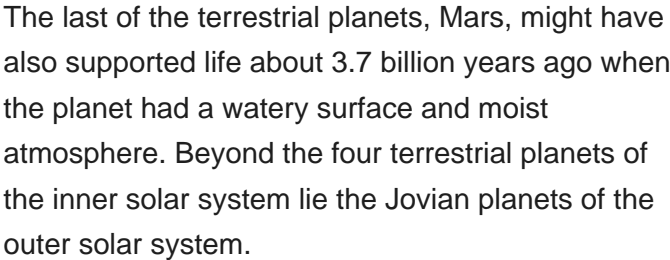 The last of the terrestrial planets, Mars, might have
also supported life about 3.7 billion years ago when
the planet had a watery surface and moist
atmosphere. Beyond the four terrestrial planets of
the inner solar system lie the Jovian planets of the
outer solar system.